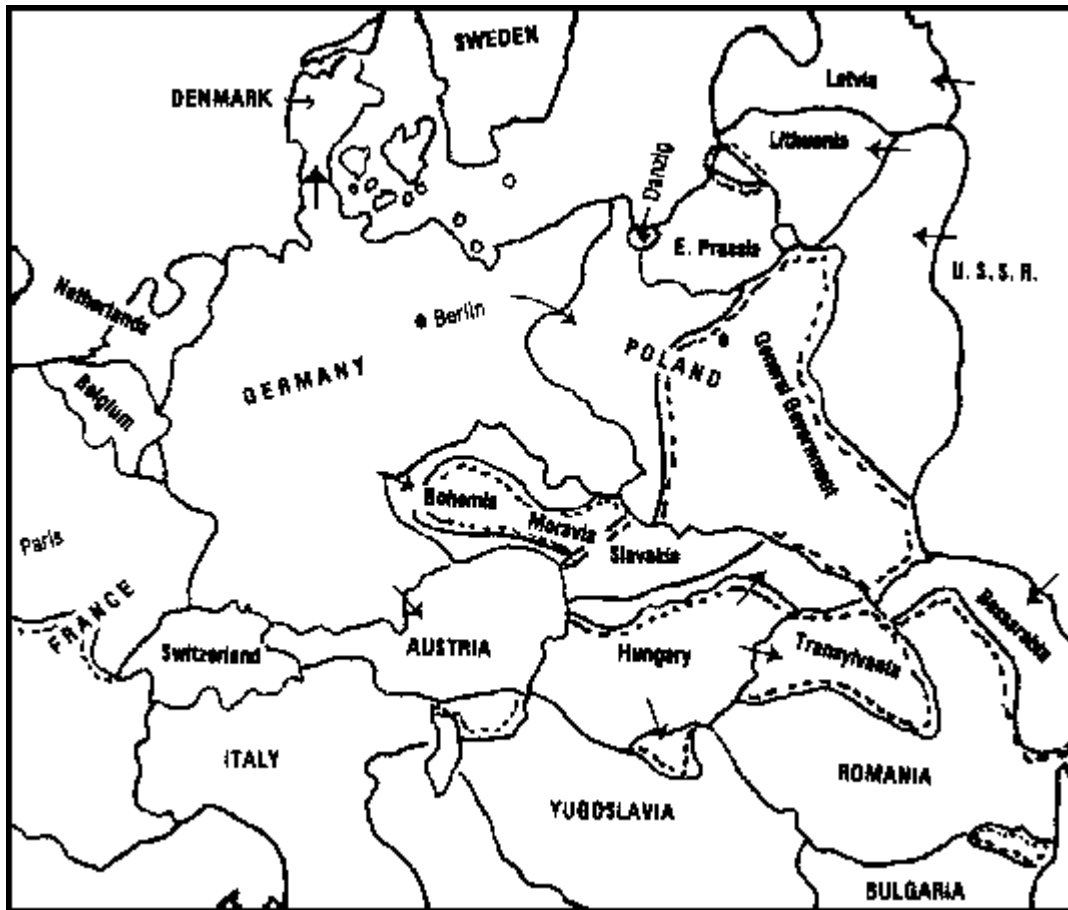 SWEDEN
DENMARK
Latvia
Lithuania
Danzig
E. Prussia
U.S.S.R.
Netherlands
Berlin
POLAND
General Government
GERMANY
Belgium
Bohemia
Moravia
Slovakia
Paris
FRANCE
Switzerland
AUSTRIA
Hungary
Transylvania
Bessarabia
ITALY
YUGOSLAVIA
ROMANIA
BULGARIA